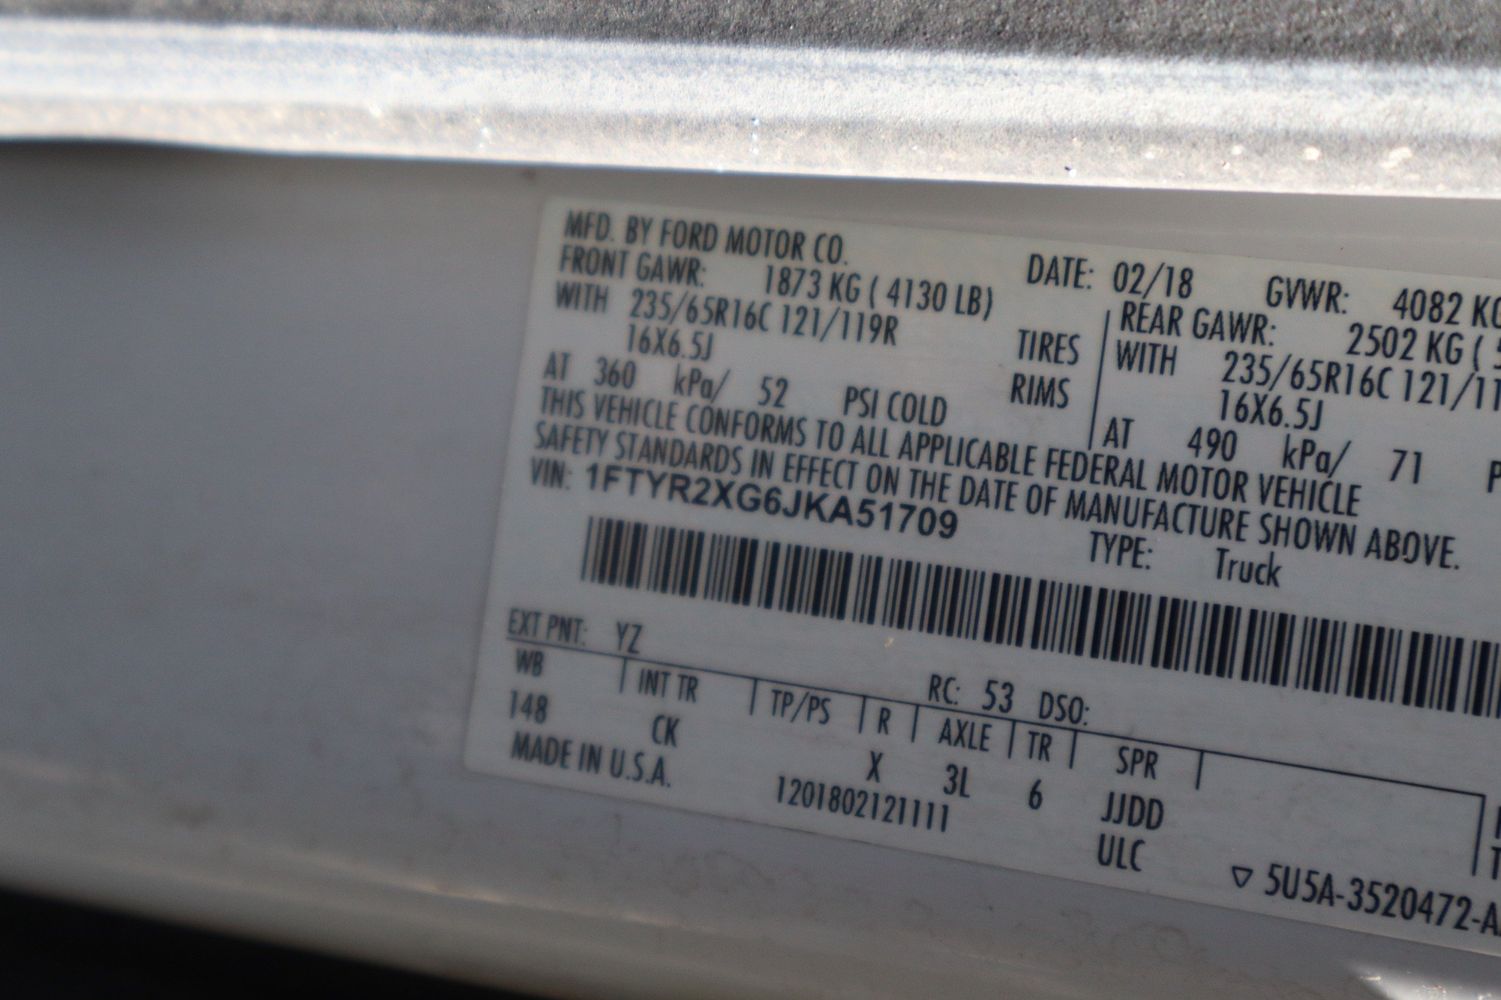 MFD. BY FORD MOTOR CO.
DATE: 02/18 GVWR: 4082 KG
FRONT GAWR: 1873 KG ( 4130 LB)
REAR GAWR: 2502 KG (
WITH 235/65R16C 121/119R TIRES
WITH 235/65R16C 121/11
16X6.5J RIMS
16X6.5J
AT 360 kPa/ 52 PSI COLD
AT 490 kPa/ 71 P
THIS VEHICLE CONFORMS TO ALL APPLICABLE FEDERAL MOTOR VEHICLE
SAFETY STANDARDS IN EFFECT ON THE DATE OF MANUFACTURE SHOWN ABOVE.
VIN: 1FTYR2XG6JKA51709
TYPE: Truck
EXT PNT: YZ RC: 53 DSO:
WB INT TR TP/PS R AXLE TR SPR
148 CK X 3L 6 JJDD
ULC
MADE IN U.S.A.
1201802121111
▽ 5U5A-3520472-A